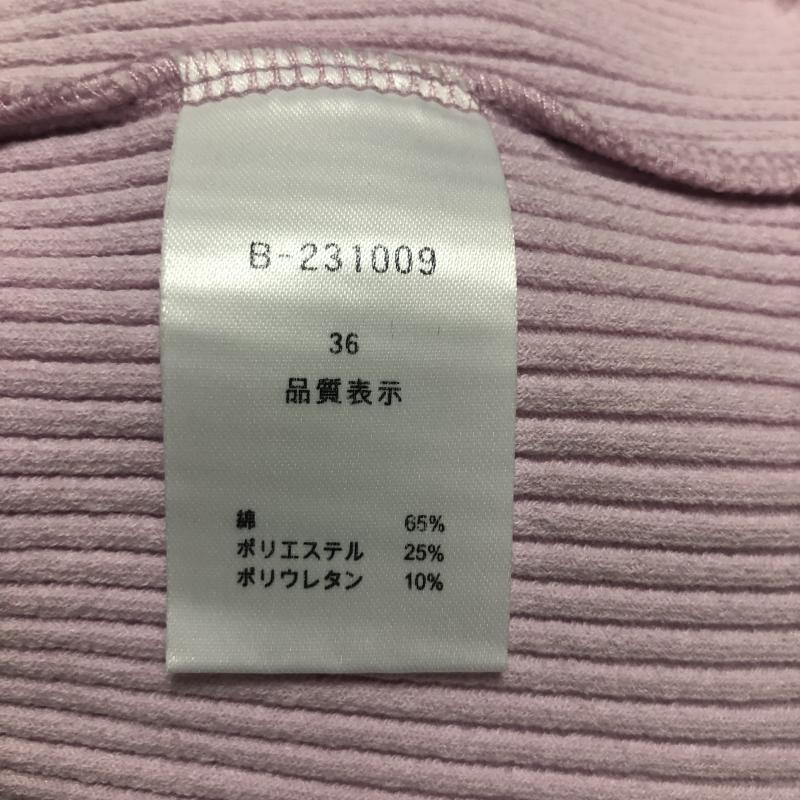 B-231009
36
品質表示
綿 65%
ポリエステル 25%
ポリウレタン 10%